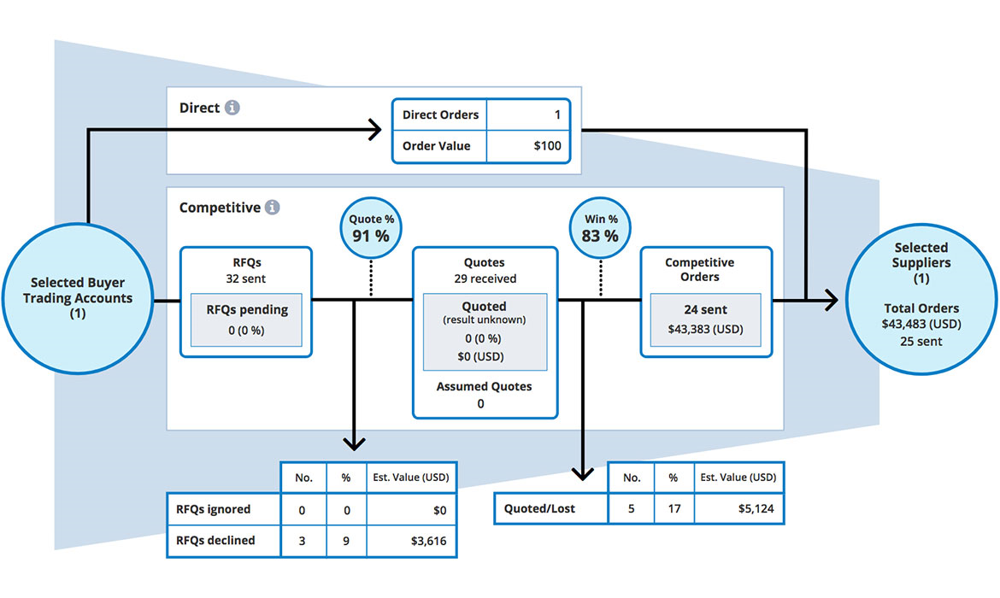 Direct i
Direct Orders 1
Order Value $100
Competitive i
Quote %
91 %
Win %
83 %
Selected Buyer
Trading Accounts
(1)
RFQs
32 sent
RFQs pending
0 (0 %)
Quotes
29 received
Quoted
(result unknown)
0 (0 %)
$0 (USD)
Assumed Quotes
0
Competitive
Orders
24 sent
$43,383 (USD)
Selected
Suppliers
(1)
Total Orders
$43,483 (USD)
25 sent
No. % Est. Value (USD)
RFQs ignored 0 0 $0
RFQs declined 3 9 $3,616
No. % Est. Value (USD)
Quoted/Lost 5 17 $5,124